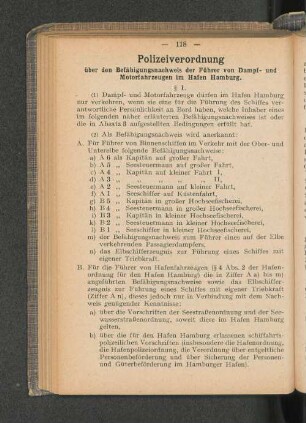 — 118 —
Polizeiverordnung
über den Befähigungsnachweis der Führer von Dampf- und
Motorfahrzeugen im Hafen Hamburg.
§ 1.
(1) Dampf- und Motorfahrzeuge dürfen im Hafen Hamburg
nur verkehren, wenn sie eine für die Führung des Schiffes ver-
antwortliche Persönlichkeit an Bord haben, welche Inhaber eines
im folgenden näher erläuterten Befähigungsnachweises ist oder
die in Absatz 3 aufgestellten Bedingungen erfüllt hat.
(2) Als Befähigungsnachweis wird anerkannt:
A. Für Führung von Binnenschiffen im Verkehr mit der Ober- und
Unterelbe folgende Befähigungsnachweise:
a) A 6 als Kapitän auf großer Fahrt,
b) A 5 „ Seesteuermann auf großer Fahrt,
c) A 4 „ Kapitän auf kleiner Fahrt I,
d) A 3 „ „ „ „ „ II,
e) A 2 „ Seesteuermann auf kleiner Fahrt,
f) A 1 „ Seeschiffer auf Küstenfahrt,
g) B 5 „ Kapitän in großer Hochseefischerei,
h) B 4 „ Seesteuermann in großer Hochseefischerei,
i) B 3 „ Kapitän in kleiner Hochseefischerei,
k) B 2 „ Seesteuermann in kleiner Hochseefischerei,
l) B 1 „ Schiffer in kleiner Hochseefischerei,
m) der Befähigungsnachweis zum Schiffer eines auf der Elbe
verkehrenden Passagierdampfers,
n) das Elbschifferzeugnis zur Führung eines Schiffes mit
eigener Triebkraft.
B. Für die Führer von Hafenfahrzeugen (§ 4 Abs. 2 der Hafen-
ordnung für den Hafen Hamburg) die in Ziffer A a) bis m)
angeführten Befähigungsnachweise sowie das Elbschiffer-
zeugnis zur Führung eines Schiffes mit eigener Triebkraft
(Ziffer A n), dieses jedoch nur in Verbindung mit dem Nach-
weis genügender Kenntnisse:
a) über die Vorschriften der Seestraßenordnung und der See-
wasserstraßenordnung, soweit diese im Hafen Hamburg
gelten,
b) über die für den Hafen Hamburg erlassenen schiffahrts-
polizeilichen Vorschriften (insbesondere die Hafenordnung,
die Hafenpolizeiordnung, die Verordnung über entgeltliche
Personenbeförderung und über Sicherung der Personen-
und Güterbeförderung im Hamburger Hafen).